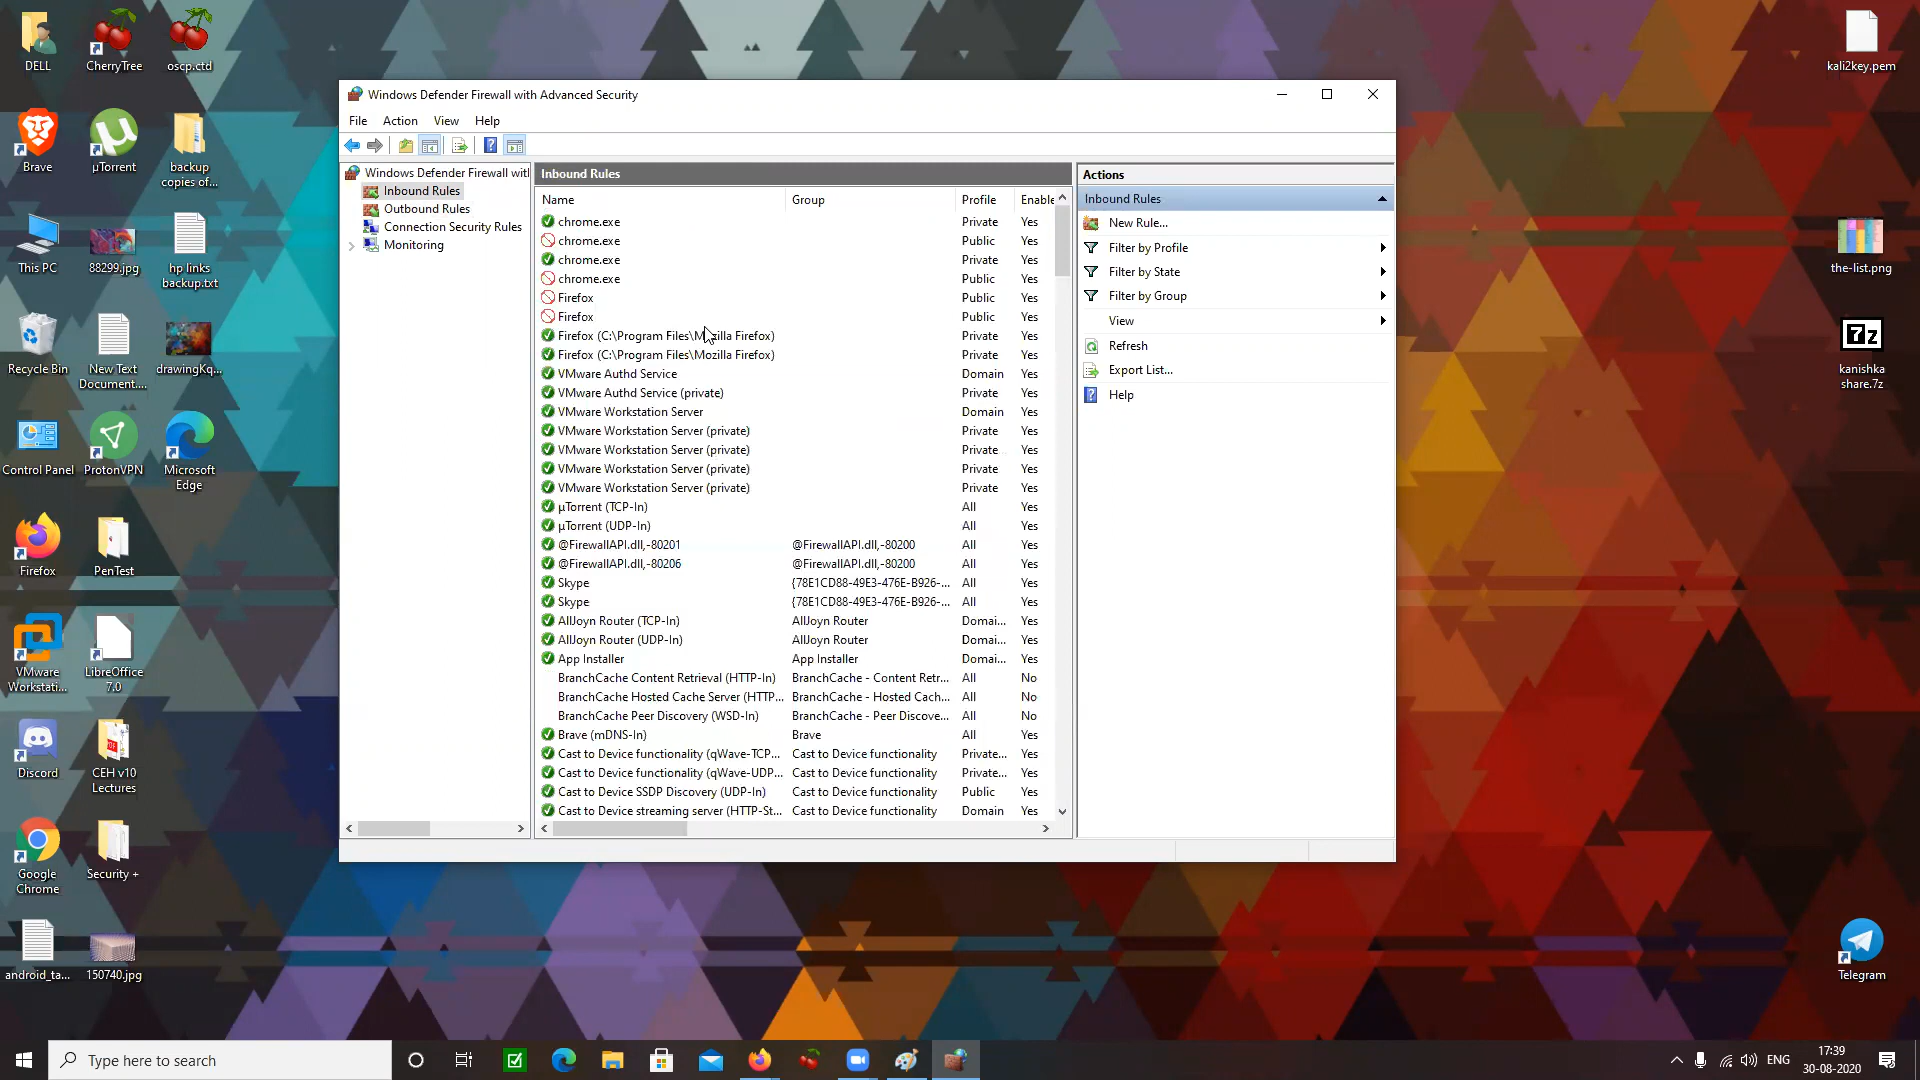 DELL
CherryTree
oscp.ctd
Brave
µTorrent
backup
copies of...
This PC
88299.jpg
hp links
backup.txt
Recycle Bin
New Text
Document....
drawingKq...
Control Panel
ProtonVPN
Microsoft
Edge
Firefox
PenTest
VMware
Workstati...
LibreOffice
7.0
Discord
CEH v10
Lectures
Google
Chrome
Security +
android_ta...
150740.jpg
kali2key.pem
the-list.png
kanishka
share.7z
Telegram
Windows Defender Firewall with Advanced Security
File Action View Help
Windows Defender Firewall with
Inbound Rules
Outbound Rules
Connection Security Rules
Monitoring
Inbound Rules
Name Group Profile Enable
chrome.exe Private Yes
chrome.exe Public Yes
chrome.exe Private Yes
chrome.exe Public Yes
Firefox Public Yes
Firefox Public Yes
Firefox (C:\Program Files\Mozilla Firefox) Private Yes
Firefox (C:\Program Files\Mozilla Firefox) Private Yes
VMware Authd Service Domain Yes
VMware Authd Service (private) Private Yes
VMware Workstation Server Domain Yes
VMware Workstation Server (private) Private Yes
VMware Workstation Server (private) Private Yes
VMware Workstation Server (private) Private Yes
VMware Workstation Server (private) Private Yes
µTorrent (TCP-In) All Yes
µTorrent (UDP-In) All Yes
@FirewallAPI.dll,-80201 @FirewallAPI.dll,-80200 All Yes
@FirewallAPI.dll,-80206 @FirewallAPI.dll,-80200 All Yes
Skype {78E1CD88-49E3-476E-B926-... All Yes
Skype {78E1CD88-49E3-476E-B926-... All Yes
AllJoyn Router (TCP-In) AllJoyn Router Domai... Yes
AllJoyn Router (UDP-In) AllJoyn Router Domai... Yes
App Installer App Installer Domai... Yes
BranchCache Content Retrieval (HTTP-In) BranchCache - Content Retr... All No
BranchCache Hosted Cache Server (HTTP... BranchCache - Hosted Cach... All No
BranchCache Peer Discovery (WSD-In) BranchCache - Peer Discove... All No
Brave (mDNS-In) Brave All Yes
Cast to Device functionality (qWave-TCP... Cast to Device functionality Private... Yes
Cast to Device functionality (qWave-UDP... Cast to Device functionality Private... Yes
Cast to Device SSDP Discovery (UDP-In) Cast to Device functionality Public Yes
Cast to Device streaming server (HTTP-St... Cast to Device functionality Domain Yes
Actions
Inbound Rules
New Rule...
Filter by Profile
Filter by State
Filter by Group
View
Refresh
Export List...
Help
Type here to search
ENG
17:39
30-08-2020